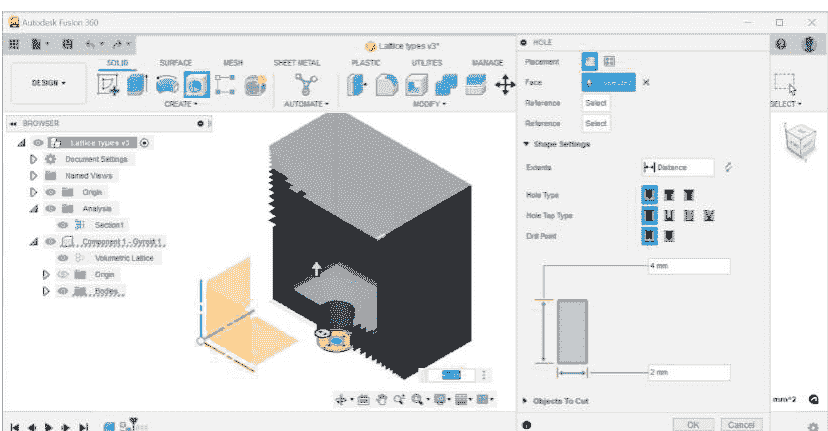 Autodesk Fusion 360
Lattice types v3*
SOLID SURFACE MESH SHEET METAL PLASTIC UTILITIES MANAGE
DESIGN
CREATE AUTOMATE MODIFY SELECT
BROWSER
Lattice types v3
Document Settings
Named Views
Origin
Analysis
Section1
Component 1 - Gyroid 1
Volumetric Lattice
Origin
Bodies
HOLE
Placement
Face
Reference Select
Reference Select
Shape Settings
Extents Distance
Hole Type
Hole Tap Type
Drill Point
4 mm
2 mm
Objects To Cut
OK Cancel
mm^2